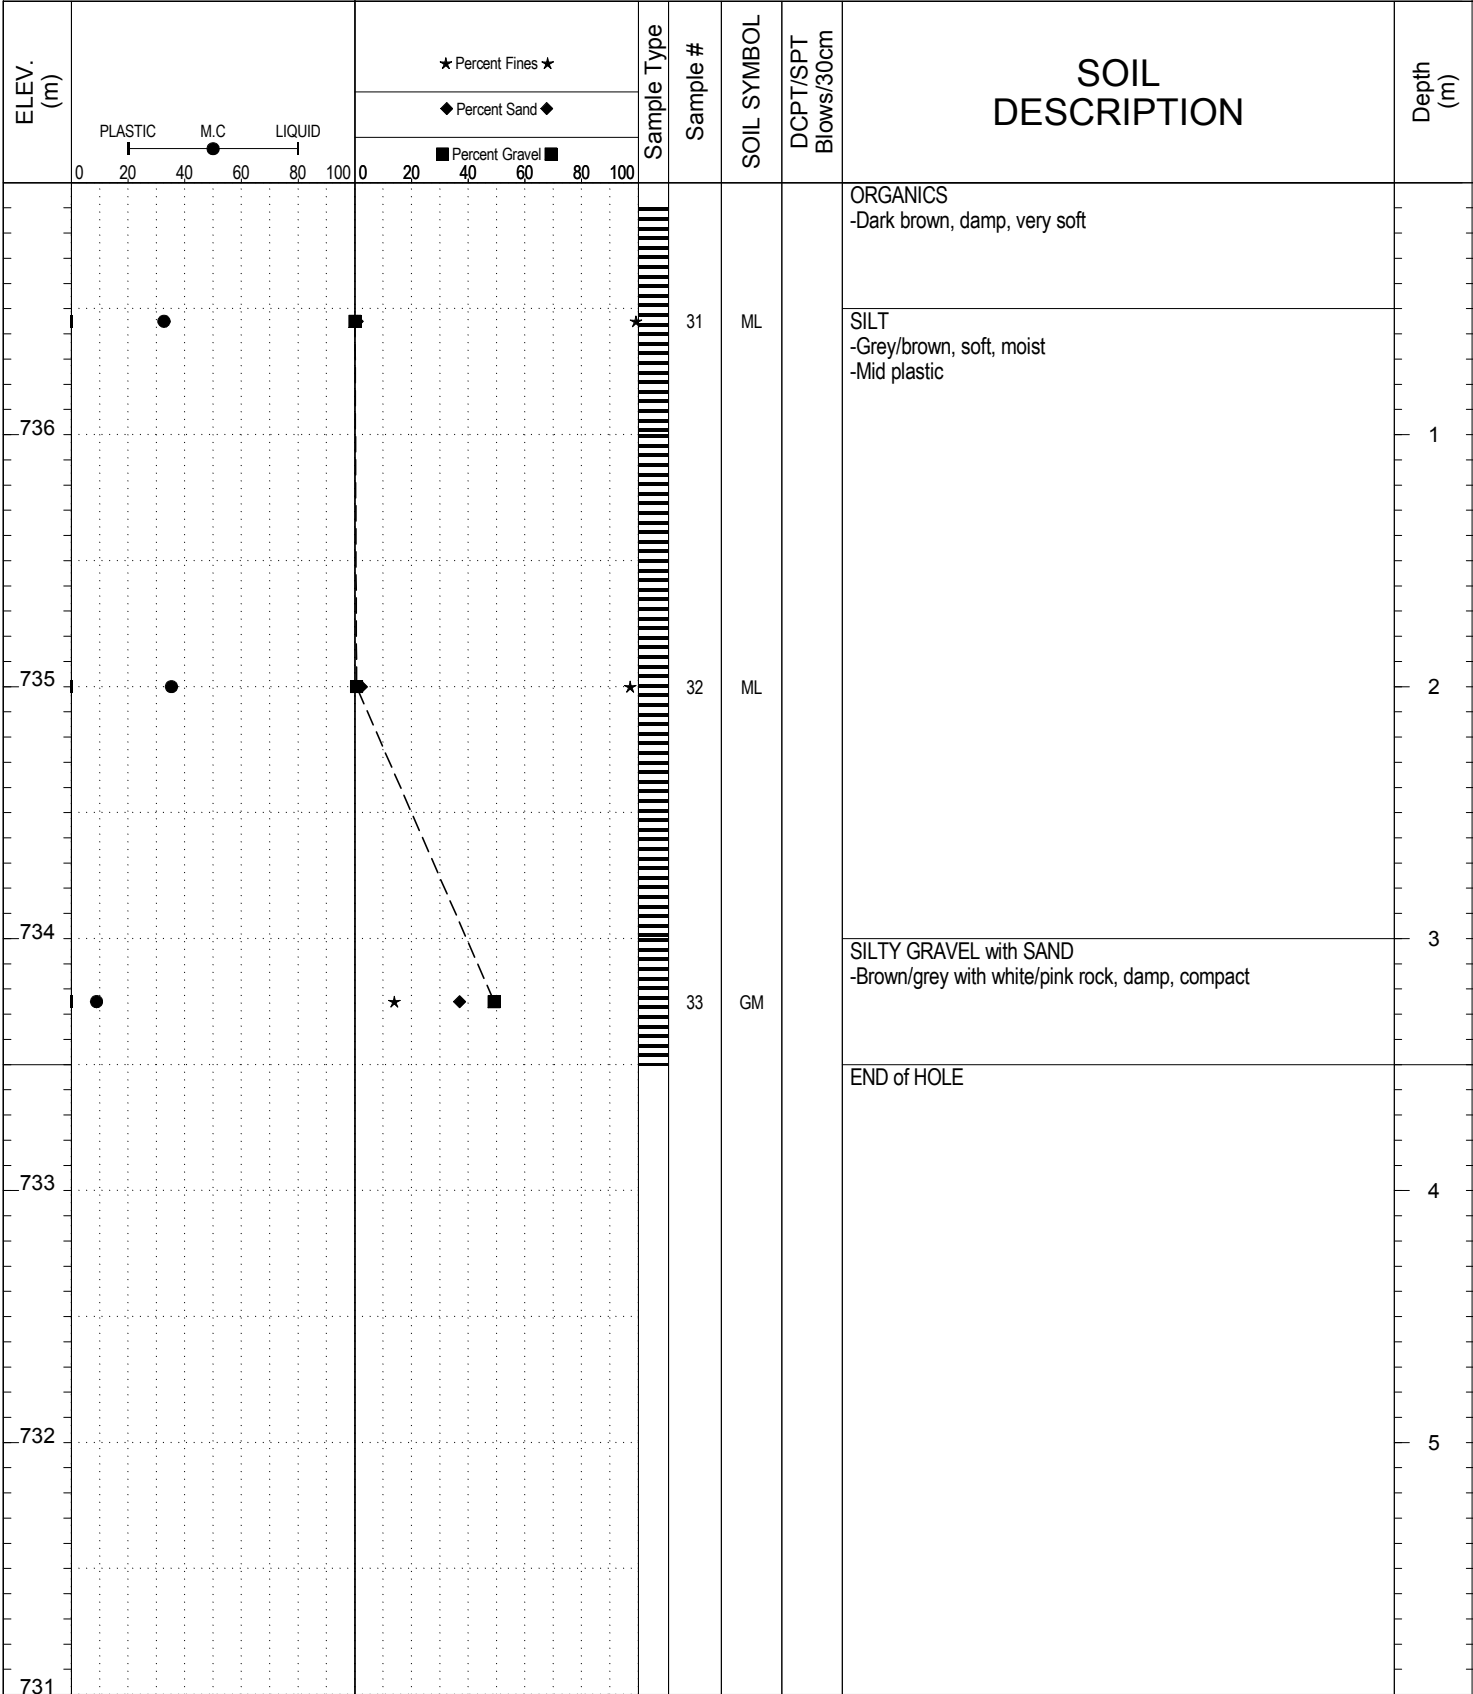 ELEV.
(m)
PLASTIC M.C LIQUID
0 20 40 60 80 100
★ Percent Fines ★
◆ Percent Sand ◆
■ Percent Gravel ■
0 20 40 60 80 100
Sample Type
Sample #
SOIL SYMBOL
DCPT/SPT
Blows/30cm
SOIL
DESCRIPTION
Depth
(m)
ORGANICS
-Dark brown, damp, very soft
31 ML
SILT
-Grey/brown, soft, moist
-Mid plastic
736 1
735 32 ML 2
734 3
SILTY GRAVEL with SAND
-Brown/grey with white/pink rock, damp, compact
33 GM
END of HOLE
733 4
732 5
731